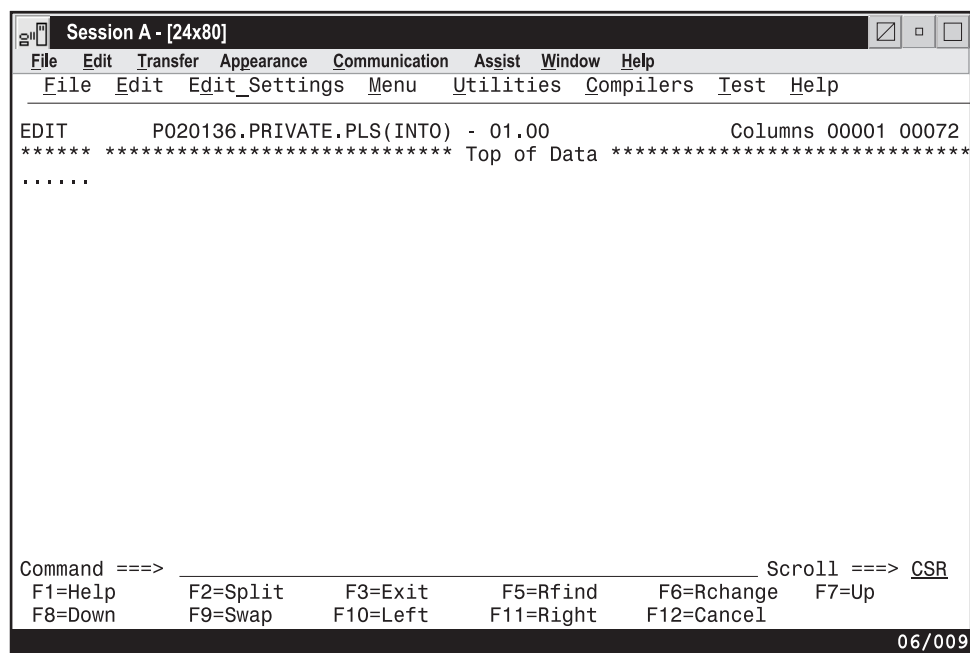 Session A - [24x80]
File Edit Transfer Appearance Communication Assist Window Help
File Edit Edit_Settings Menu Utilities Compilers Test Help
EDIT P020136.PRIVATE.PLS(INTO) - 01.00 Columns 00001 00072
****** ***************************** Top of Data ******************************
......
Command ===> Scroll ===> CSR
F1=Help F2=Split F3=Exit F5=Rfind F6=Rchange F7=Up
F8=Down F9=Swap F10=Left F11=Right F12=Cancel
06/009